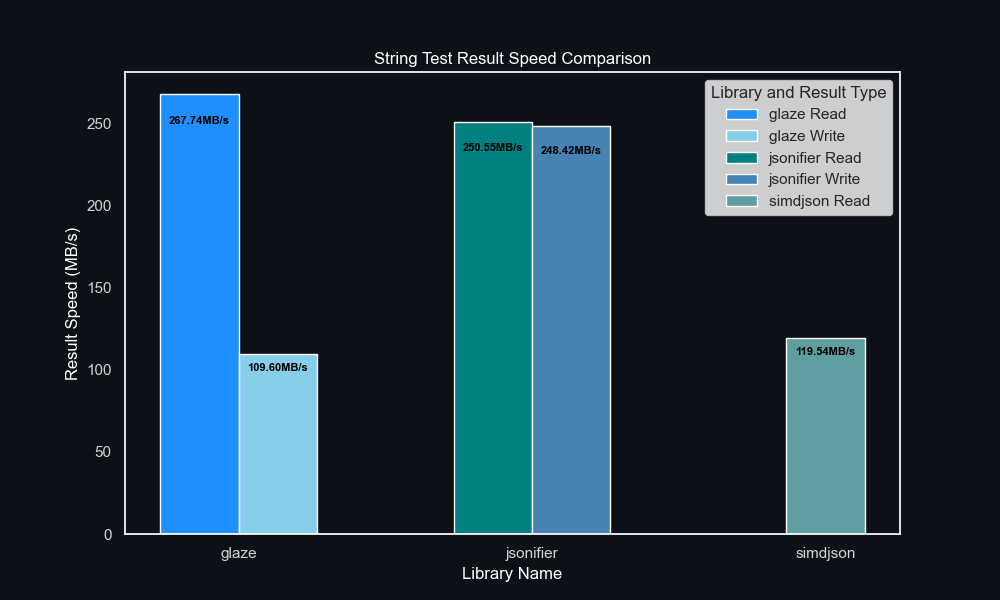 String Test Result Speed Comparison
Result Speed (MB/s)
250
200
150
100
50
0
267.74MB/s
109.60MB/s
250.55MB/s
248.42MB/s
119.54MB/s
Library and Result Type
glaze Read
glaze Write
jsonifier Read
jsonifier Write
simdjson Read
glaze
jsonifier
simdjson
Library Name